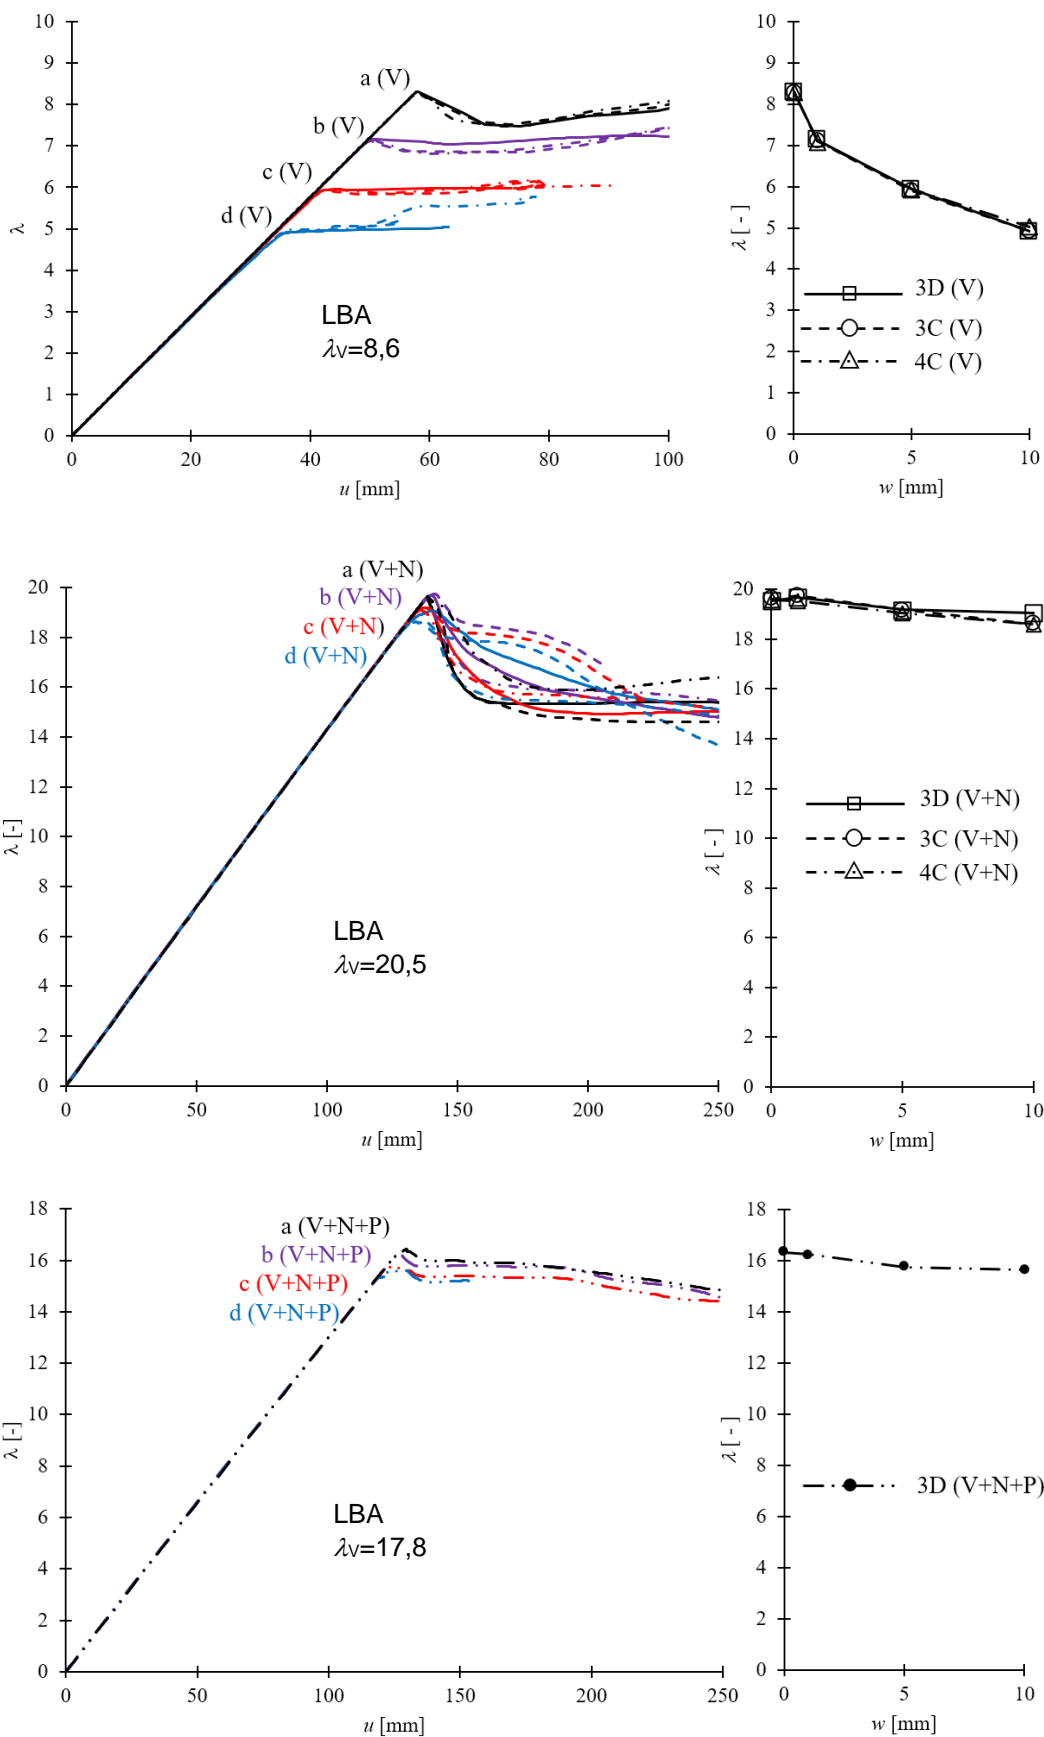 10
9
8
7
6
5
4
3
2
1
0
λ
a (V)
b (V)
c (V)
d (V)
LBA
λV=8,6
0 20 40 60 80 100
u [mm]
10
9
8
7
6
5
4
3
2
1
0
λ [ - ]
3D (V)
3C (V)
4C (V)
0 5 10
w [mm]
20
18
16
14
12
10
8
6
4
2
0
λ [-]
a (V+N)
b (V+N)
c (V+N)
d (V+N)
LBA
λV=20,5
0 50 100 150 200 250
u [mm]
20
18
16
14
12
10
8
6
4
2
0
λ [ - ]
3D (V+N)
3C (V+N)
4C (V+N)
0 5 10
w [mm]
18
16
14
12
10
8
6
4
2
0
λ [-]
a (V+N+P)
b (V+N+P)
c (V+N+P)
d (V+N+P)
LBA
λV=17,8
0 50 100 150 200 250
u [mm]
18
16
14
12
10
8
6
4
2
0
λ [ - ]
3D (V+N+P)
0 5 10
w [mm]